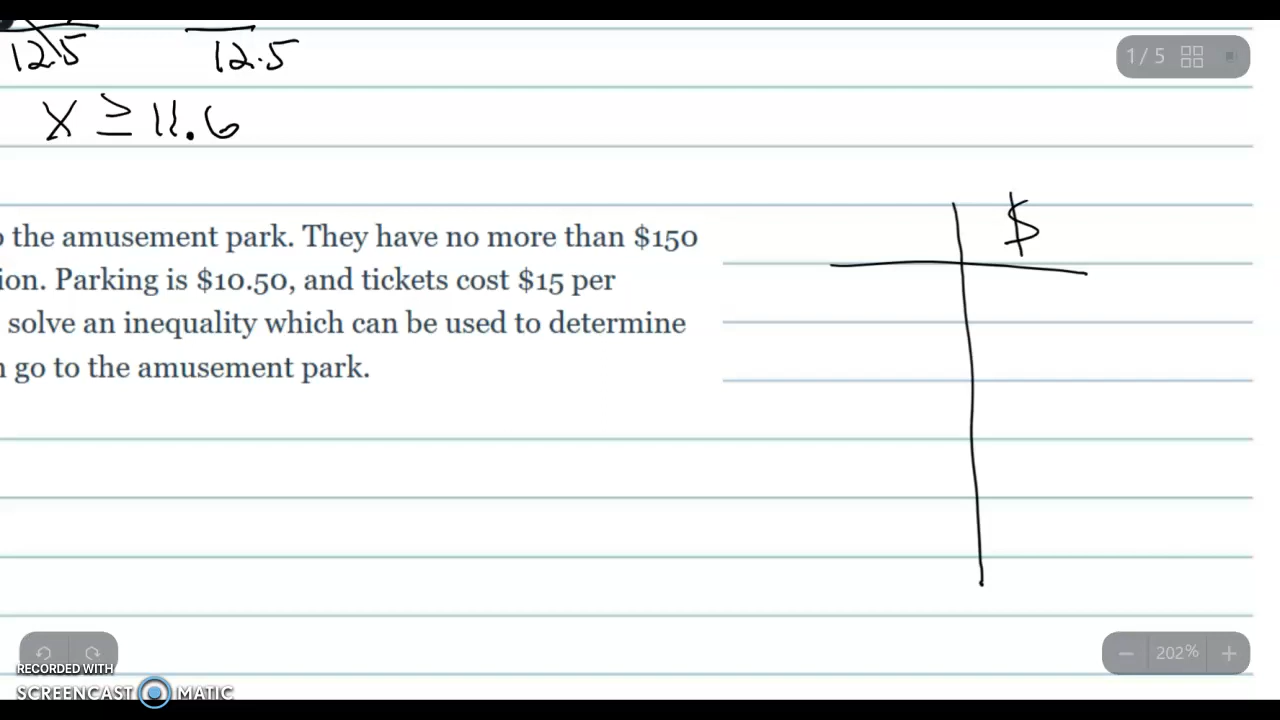 12.5 12.5
1/5
x ≥ 11.6
$
the amusement park. They have no more than $150
ion. Parking is $10.50, and tickets cost $15 per
solve an inequality which can be used to determine
go to the amusement park.
RECORDED WITH
SCREENCAST MATIC
202%